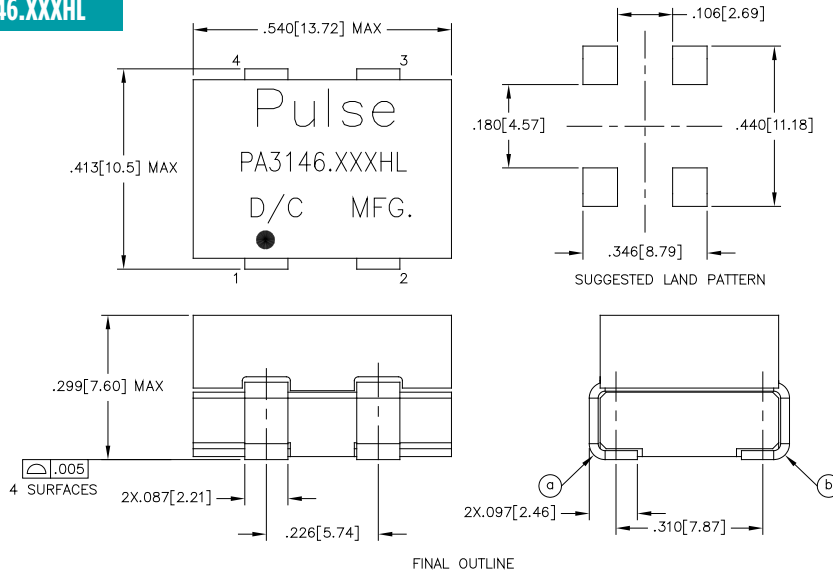 46.XXXHL
.540[13.72] MAX
.106[2.69]
4
3
Pulse
PA3146.XXXHL
D/C MFG.
.413[10.5] MAX
1
2
.180[4.57]
.440[11.18]
.346[8.79]
SUGGESTED LAND PATTERN
.299[7.60] MAX
.005
4 SURFACES
2X.087[2.21]
.226[5.74]
a
b
2X.097[2.46]
.310[7.87]
FINAL OUTLINE